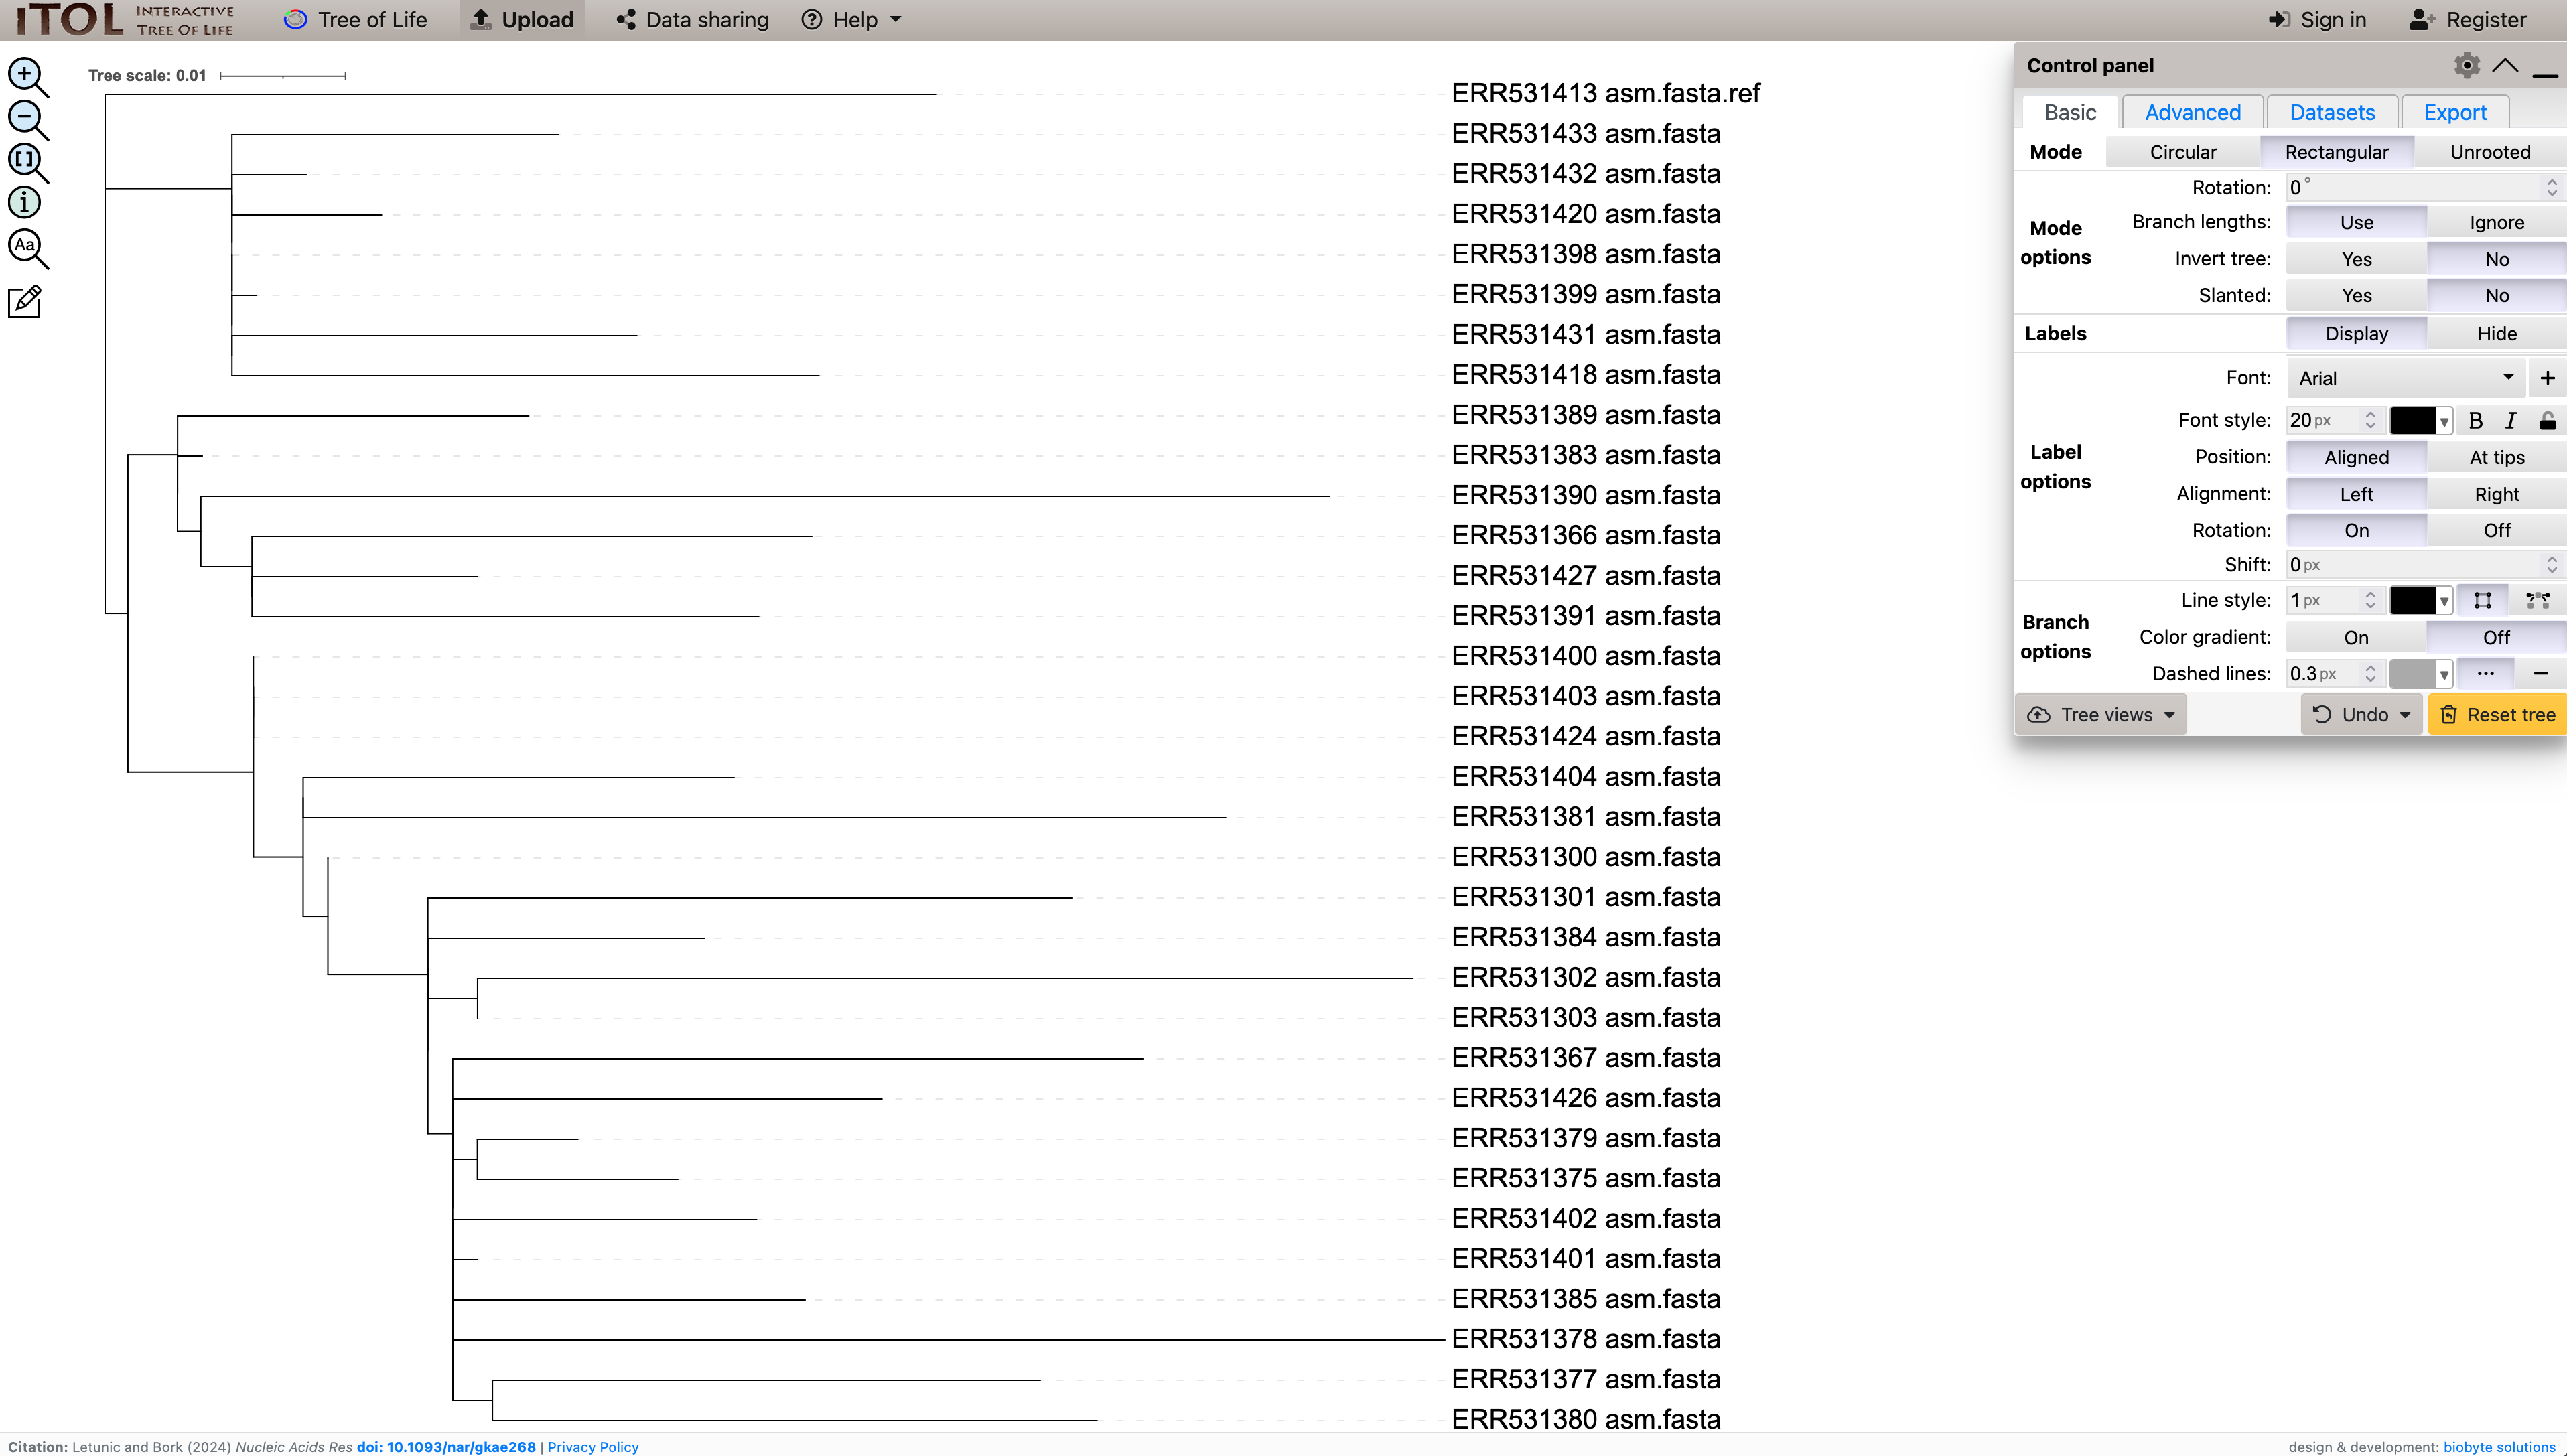 iTOL INTERACTIVE TREE OF LIFE
Tree of Life
Upload
Data sharing
Help
Sign in
Register
Tree scale: 0.01
Aa
ERR531413 asm.fasta.ref
ERR531433 asm.fasta
ERR531432 asm.fasta
ERR531420 asm.fasta
ERR531398 asm.fasta
ERR531399 asm.fasta
ERR531431 asm.fasta
ERR531418 asm.fasta
ERR531389 asm.fasta
ERR531383 asm.fasta
ERR531390 asm.fasta
ERR531366 asm.fasta
ERR531427 asm.fasta
ERR531391 asm.fasta
ERR531400 asm.fasta
ERR531403 asm.fasta
ERR531424 asm.fasta
ERR531404 asm.fasta
ERR531381 asm.fasta
ERR531300 asm.fasta
ERR531301 asm.fasta
ERR531384 asm.fasta
ERR531302 asm.fasta
ERR531303 asm.fasta
ERR531367 asm.fasta
ERR531426 asm.fasta
ERR531379 asm.fasta
ERR531375 asm.fasta
ERR531402 asm.fasta
ERR531401 asm.fasta
ERR531385 asm.fasta
ERR531378 asm.fasta
ERR531377 asm.fasta
ERR531380 asm.fasta
Control panel
Basic Advanced Datasets Export
Mode Circular Rectangular Unrooted
Mode options
Rotation: 0°
Branch lengths: Use Ignore
Invert tree: Yes No
Slanted: Yes No
Labels Display Hide
Label options
Font: Arial +
Font style: 20 px B I
Position: Aligned At tips
Alignment: Left Right
Rotation: On Off
Shift: 0 px
Branch options
Line style: 1 px
Color gradient: On Off
Dashed lines: 0.3 px
Tree views Undo Reset tree
Citation: Letunic and Bork (2024) Nucleic Acids Res doi: 10.1093/nar/gkae268 | Privacy Policy
design & development: biobyte solutions